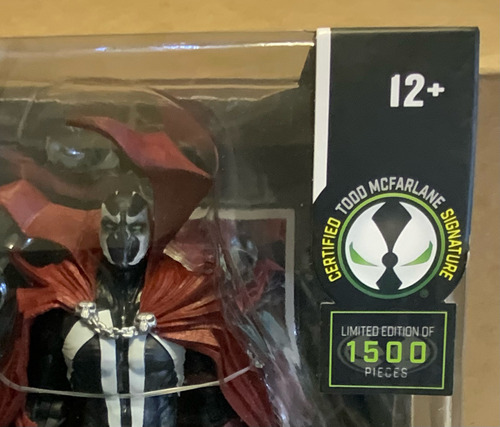 12+
CERTIFIED TODD MCFARLANE SIGNATURE
LIMITED EDITION OF
1500
PIECES